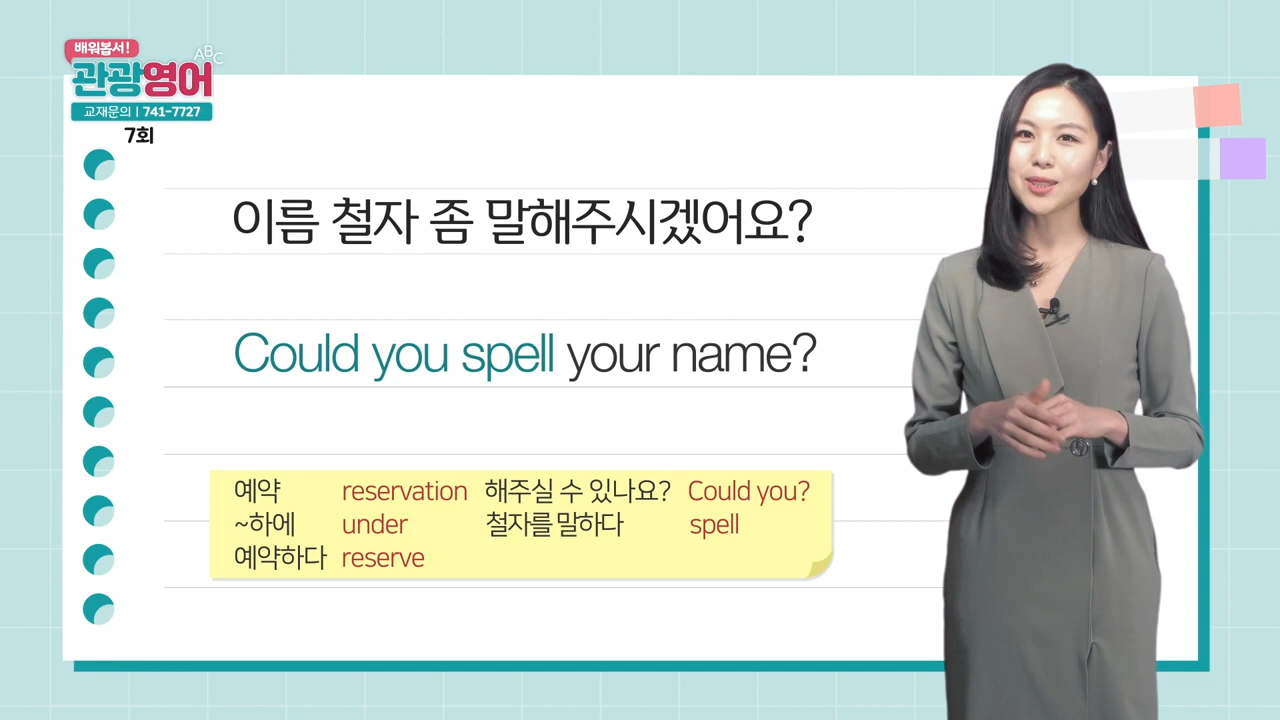 배워봅서!
ABC
관광영어
교재문의 | 741-7727
7회
이름 철자 좀 말해주시겠어요?
Could you spell your name?
예약 reservation 해주실 수 있나요? Could you?
~하에 under 철자를 말하다 spell
예약하다 reserve